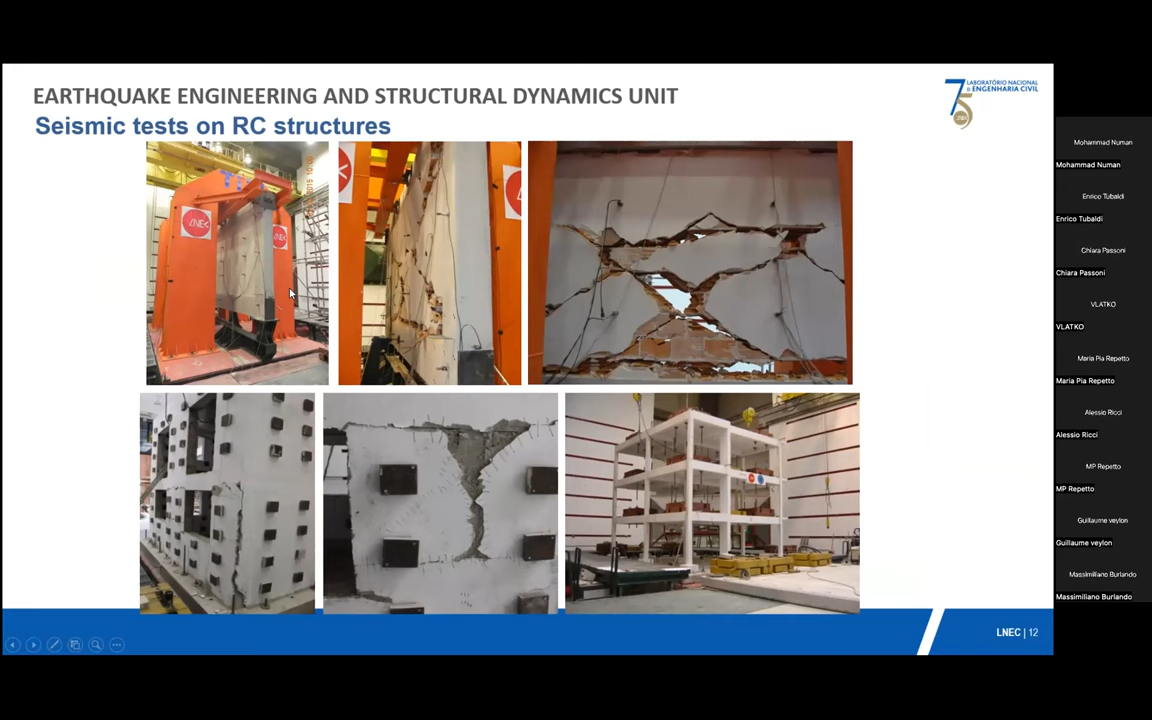 EARTHQUAKE ENGINEERING AND STRUCTURAL DYNAMICS UNIT
Seismic tests on RC structures
75
LABORATÓRIO NACIONAL
DE ENGENHARIA CIVIL
LNEC
LNEC
LNEC | 12
Mohammad Numan
Mohammad Numan
Enrico Tubaldi
Enrico Tubaldi
Chiara Passoni
Chiara Passoni
VLATKO
VLATKO
Maria Pia Repetto
Maria Pia Repetto
Alessio Ricci
Alessio Ricci
MP Repetto
MP Repetto
Guillaume veylon
Guillaume veylon
Massimiliano Burlando
Massimiliano Burlando